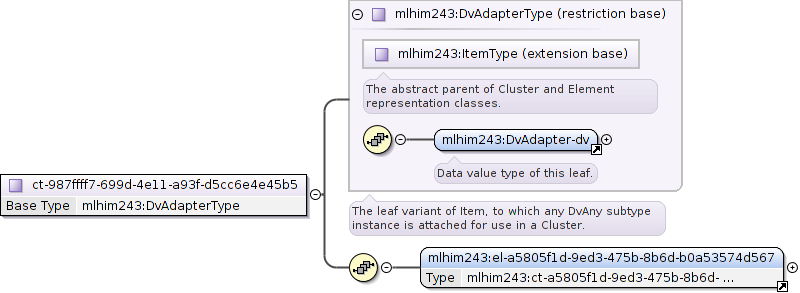 mlhim243:DvAdapterType (restriction base)
mlhim243:ItemType (extension base)
The abstract parent of Cluster and Element
representation classes.
mlhim243:DvAdapter-dv
Data value type of this leaf.
ct-987ffff7-699d-4e11-a93f-d5cc6e4e45b5
Base Type mlhim243:DvAdapterType
The leaf variant of Item, to which any DvAny subtype
instance is attached for use in a Cluster.
mlhim243:el-a5805f1d-9ed3-475b-8b6d-b0a53574d567
Type mlhim243:ct-a5805f1d-9ed3-475b-8b6d- ...